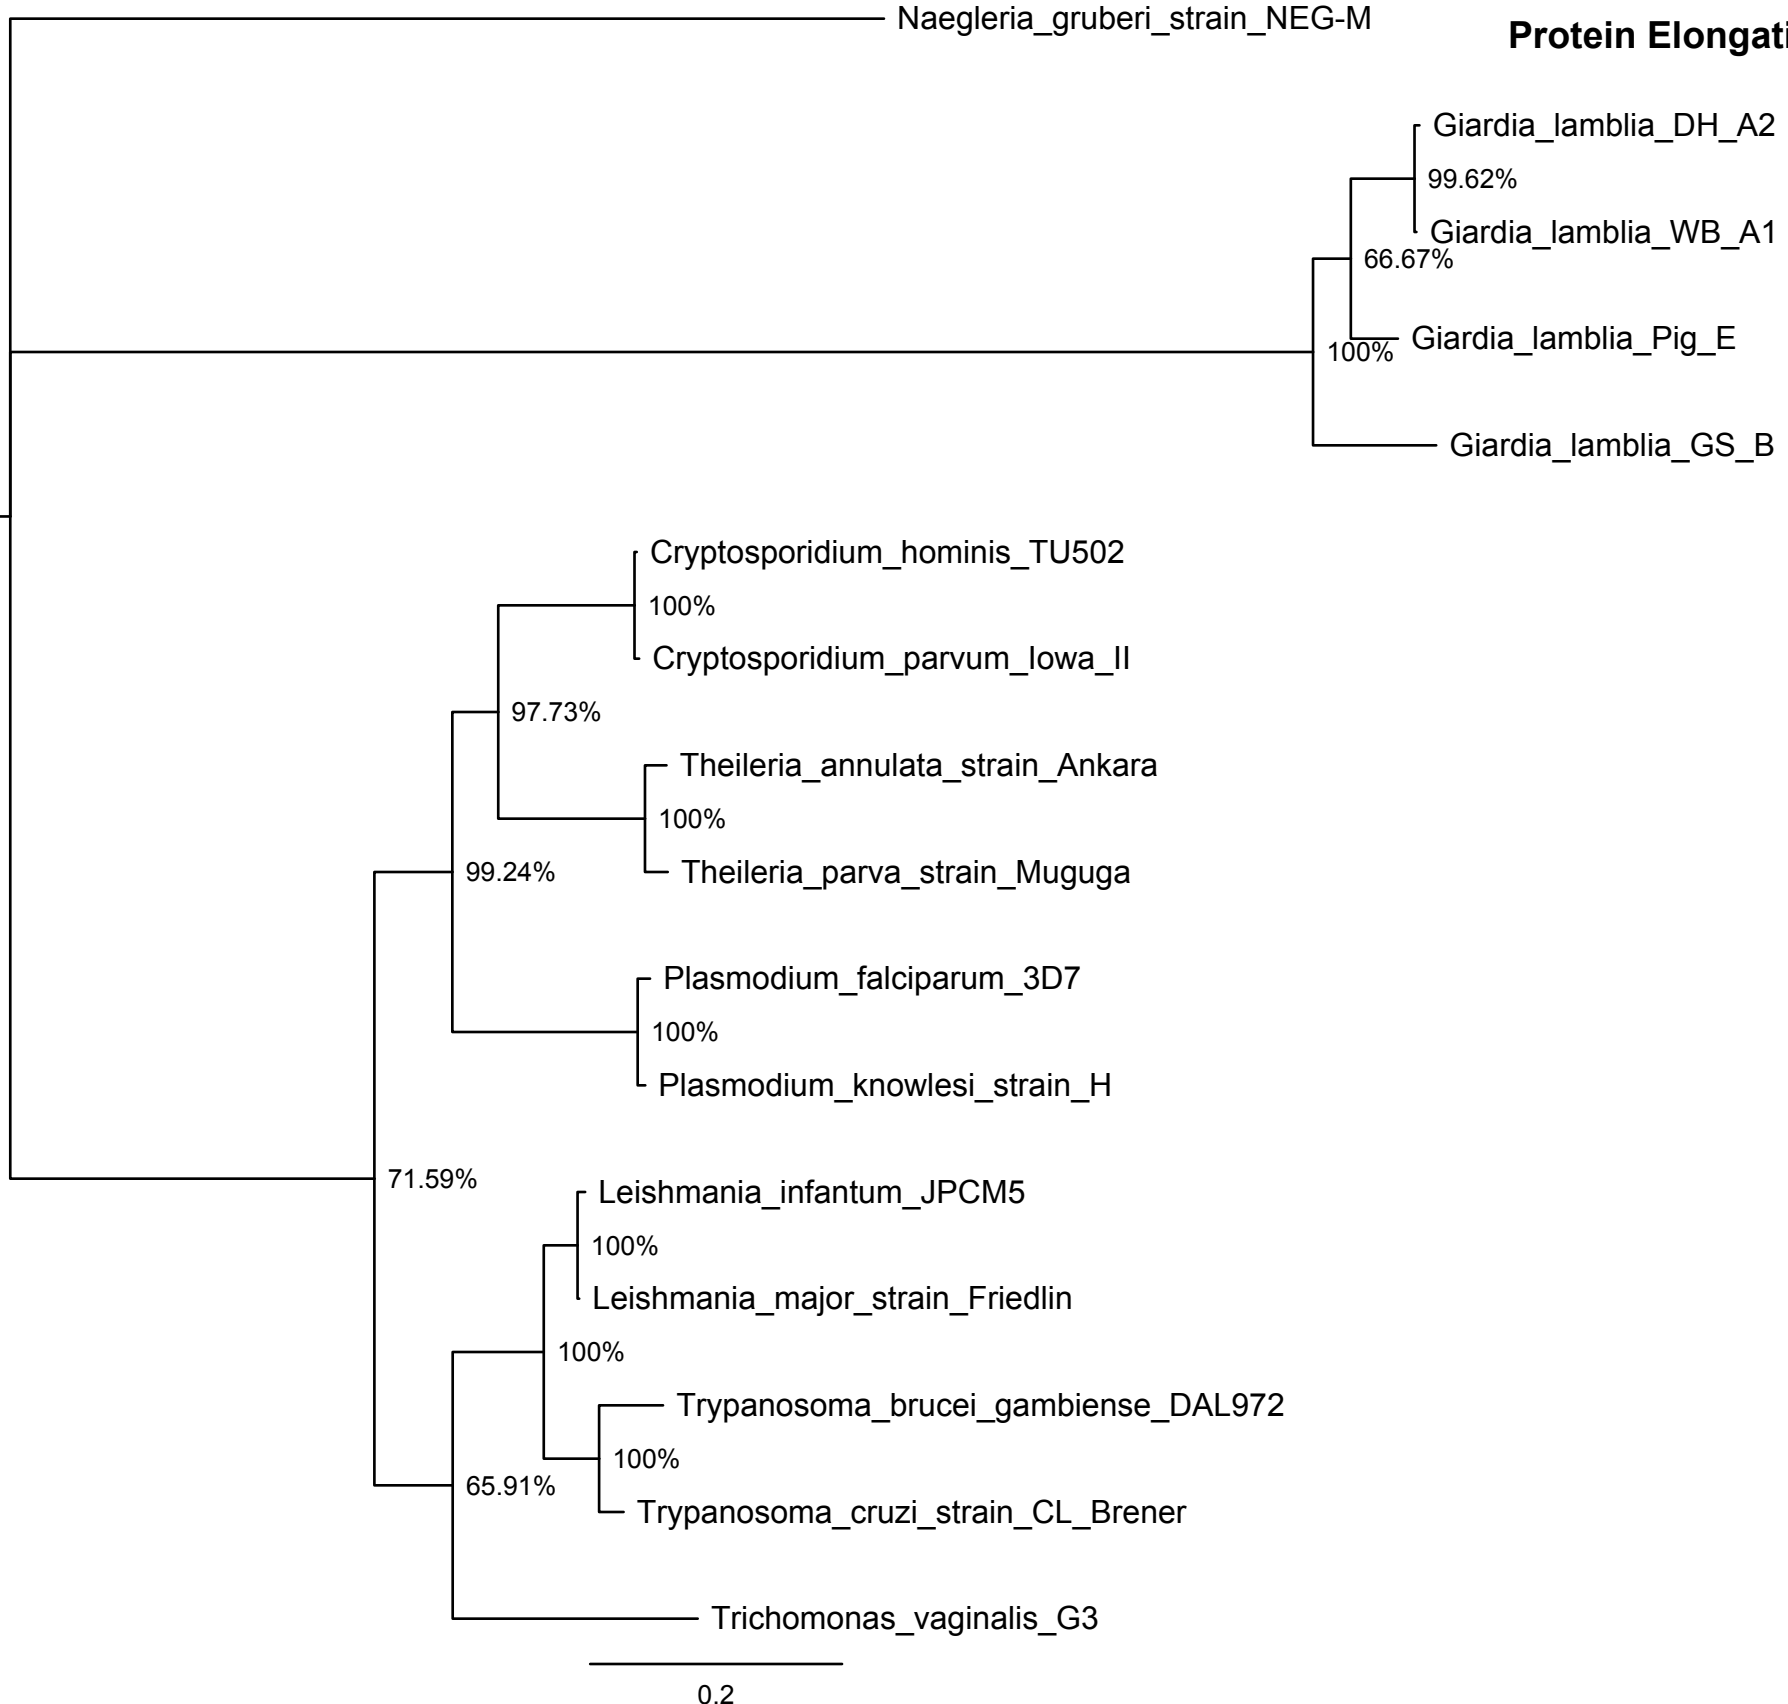 Naegleria_gruberi_strain_NEG-M
Protein Elongati
Giardia_lamblia_DH_A2
99.62%
Giardia_lamblia_WB_A1
66.67%
Giardia_lamblia_Pig_E
100%
Giardia_lamblia_GS_B
Cryptosporidium_hominis_TU502
100%
Cryptosporidium_parvum_Iowa_II
97.73%
Theileria_annulata_strain_Ankara
100%
Theileria_parva_strain_Muguga
99.24%
Plasmodium_falciparum_3D7
100%
Plasmodium_knowlesi_strain_H
71.59%
Leishmania_infantum_JPCM5
100%
Leishmania_major_strain_Friedlin
100%
Trypanosoma_brucei_gambiense_DAL972
100%
65.91%
Trypanosoma_cruzi_strain_CL_Brener
Trichomonas_vaginalis_G3
0.2